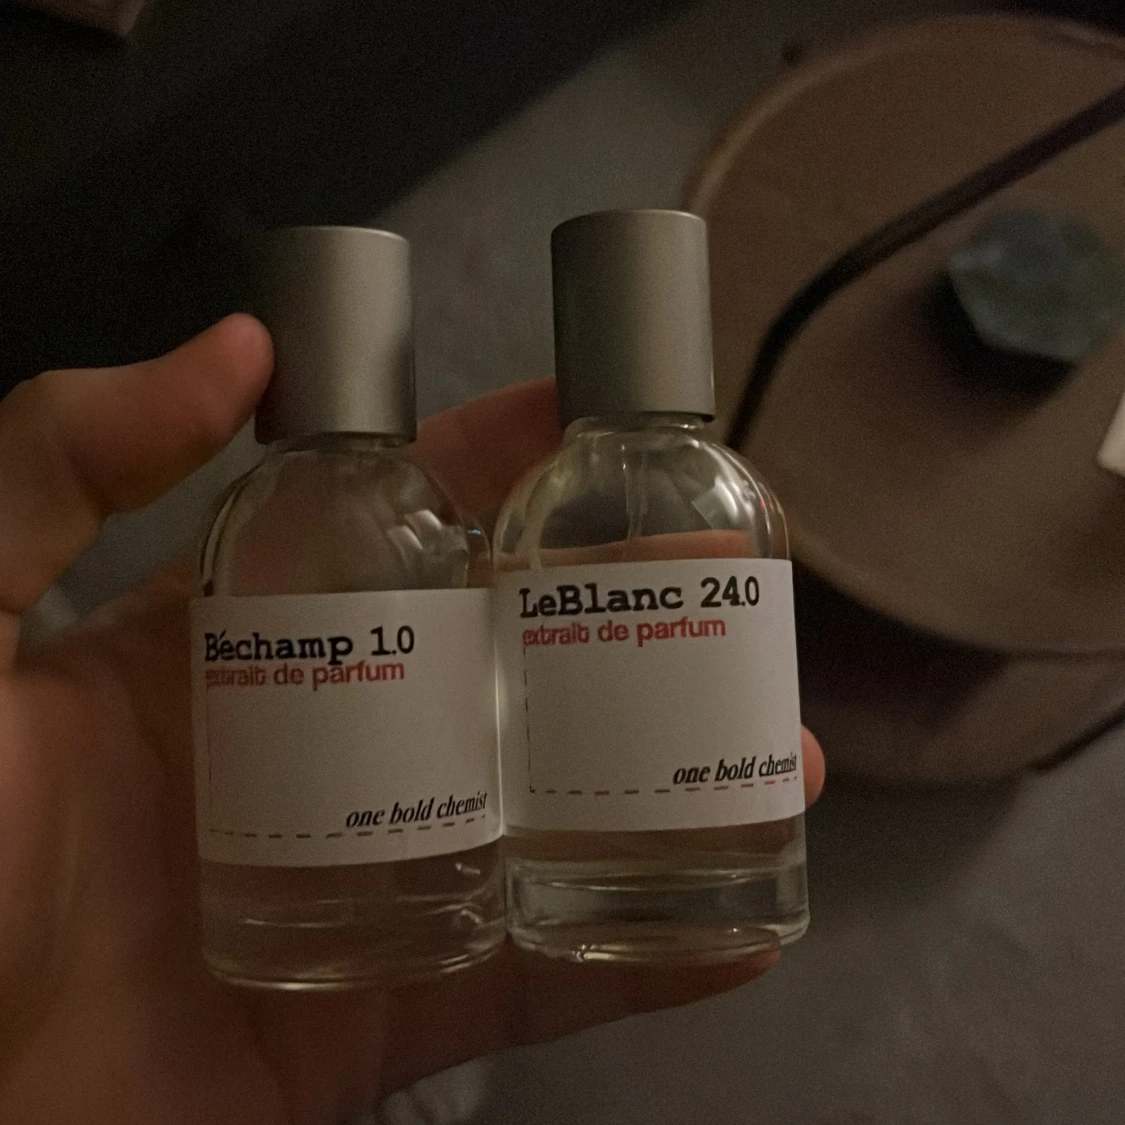 Béchamp 1.0
extrait de parfum
one bold chemist
LeBlanc 24.0
extrait de parfum
one bold chemist